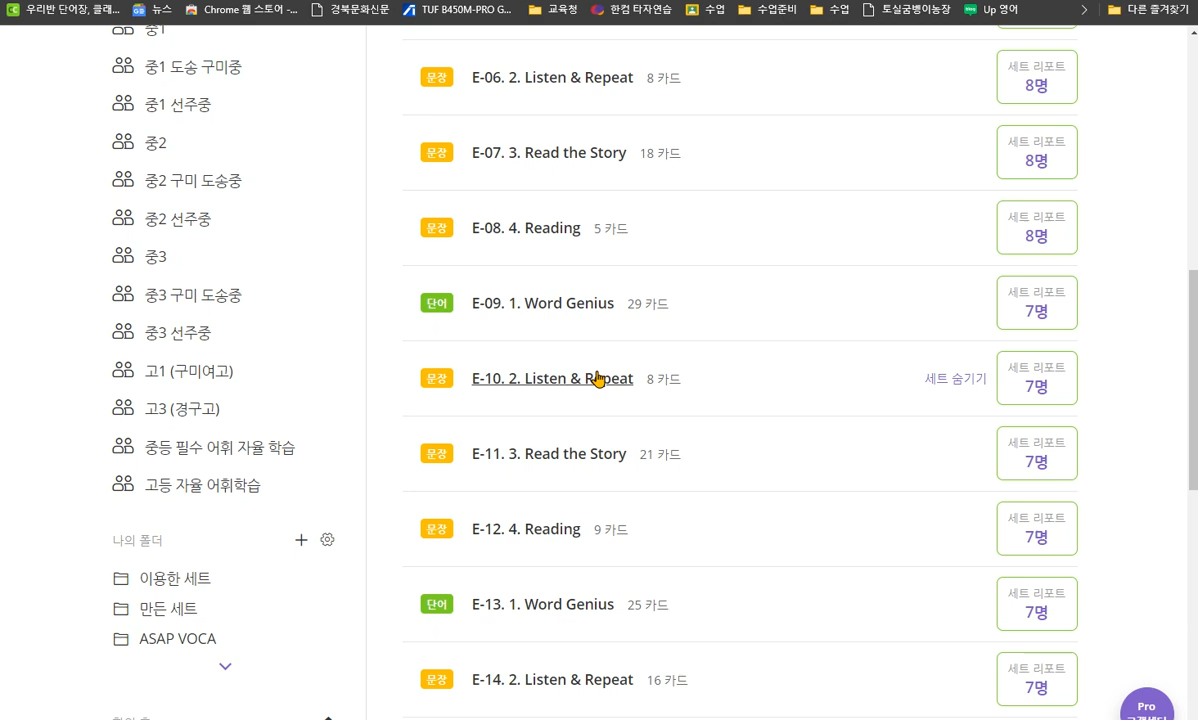 우리반 단어장, 클래...
뉴스
Chrome 웹 스토어 -...
경북문화신문
TUF B450M-PRO G...
교육청
한컴 타자연습
수업
수업준비
수업
토실궁뱅이농장
Up 영어
다른 즐겨찾기
중1
중1 도송 구미중
중1 선주중
중2
중2 구미 도송중
중2 선주중
중3
중3 구미 도송중
중3 선주중
고1 (구미여고)
고3 (경구고)
중등 필수 어휘 자율 학습
고등 자율 어휘학습
나의 폴더
이용한 세트
만든 세트
ASAP VOCA
문장 E-06. 2. Listen & Repeat 8 카드
세트 리포트
8명
문장 E-07. 3. Read the Story 18 카드
세트 리포트
8명
문장 E-08. 4. Reading 5 카드
세트 리포트
8명
단어 E-09. 1. Word Genius 29 카드
세트 리포트
7명
문장 E-10. 2. Listen & Repeat 8 카드 세트 숨기기
세트 리포트
7명
문장 E-11. 3. Read the Story 21 카드
세트 리포트
7명
문장 E-12. 4. Reading 9 카드
세트 리포트
7명
단어 E-13. 1. Word Genius 25 카드
세트 리포트
7명
문장 E-14. 2. Listen & Repeat 16 카드
세트 리포트
7명
Pro
고객센터